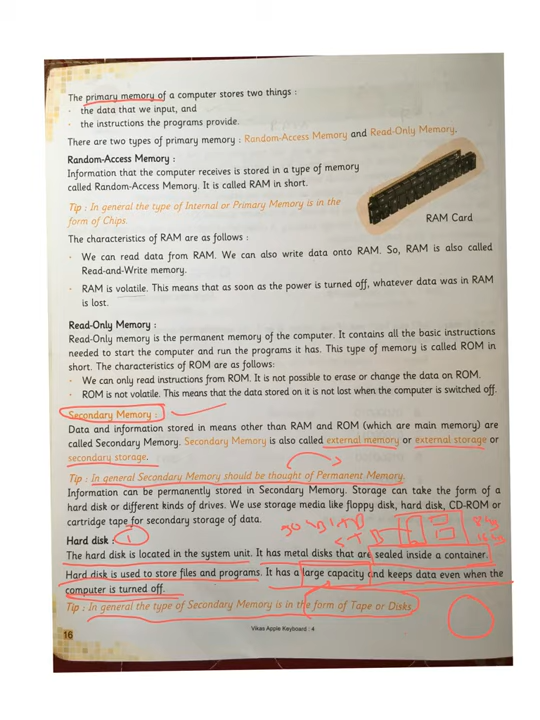 The primary memory of a computer stores two things :
· the data that we input, and
· the instructions the programs provide.
There are two types of primary memory : Random-Access Memory and Read-Only Memory.
Random-Access Memory :
Information that the computer receives is stored in a type of memory
called Random-Access Memory. It is called RAM in short.
Tip : In general the type of Internal or Primary Memory is in the
form of Chips.
RAM Card
The characteristics of RAM are as follows :
· We can read data from RAM. We can also write data onto RAM. So, RAM is also called
Read-and-Write memory.
· RAM is volatile. This means that as soon as the power is turned off, whatever data was in RAM
is lost.
Read-Only Memory :
Read-Only memory is the permanent memory of the computer. It contains all the basic instructions
needed to start the computer and run the programs it has. This type of memory is called ROM in
short. The characteristics of ROM are as follows:
· We can only read instructions from ROM. It is not possible to erase or change the data on ROM.
· ROM is not volatile. This means that the data stored on it is not lost when the computer is switched off.
Secondary Memory :
Data and information stored in means other than RAM and ROM (which are main memory) are
called Secondary Memory. Secondary Memory is also called external memory or external storage or
secondary storage.
Tip : In general Secondary Memory should be thought of Permanent Memory.
Information can be permanently stored in Secondary Memory. Storage can take the form of a
hard disk or different kinds of drives. We use storage media like floppy disk, hard disk, CD-ROM or
cartridge tape for secondary storage of data.
Hard disk : 1
The hard disk is located in the system unit. It has metal disks that are sealed inside a container.
Hard disk is used to store files and programs. It has a large capacity and keeps data even when the
computer is turned off.
Tip : In general the type of Secondary Memory is in the form of Tape or Disks
16
Vikas Apple Keyboard : 4